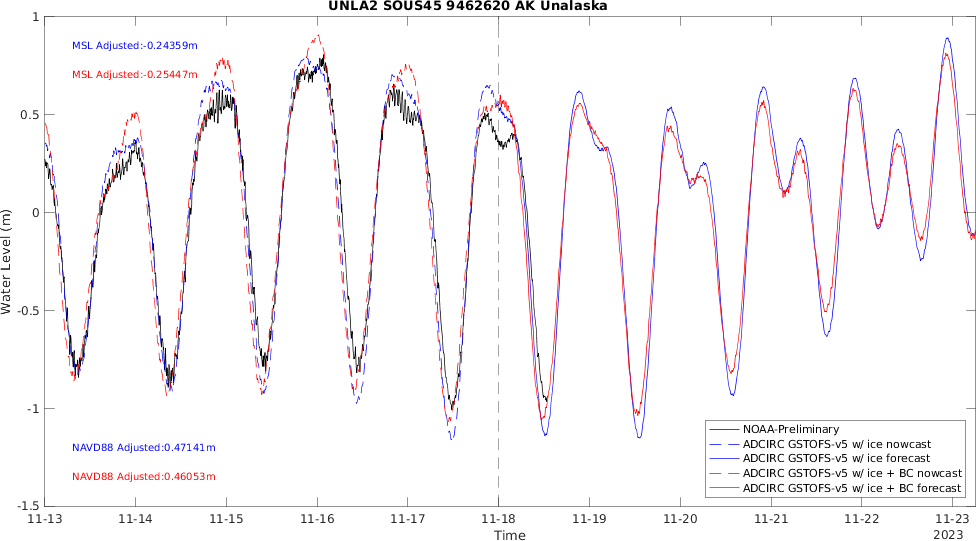 UNLA2 SOUS45 9462620 AK Unalaska
1
0.5
0
-0.5
-1
-1.5
Water Level (m)
MSL Adjusted:-0.24359m
MSL Adjusted:-0.25447m
NAVD88 Adjusted:0.47141m
NAVD88 Adjusted:0.46053m
NOAA-Preliminary
ADCIRC GSTOFS-v5 w/ ice nowcast
ADCIRC GSTOFS-v5 w/ ice forecast
ADCIRC GSTOFS-v5 w/ ice + BC nowcast
ADCIRC GSTOFS-v5 w/ ice + BC forecast
11-13 11-14 11-15 11-16 11-17 11-18 11-19 11-20 11-21 11-22 11-23
2023
Time